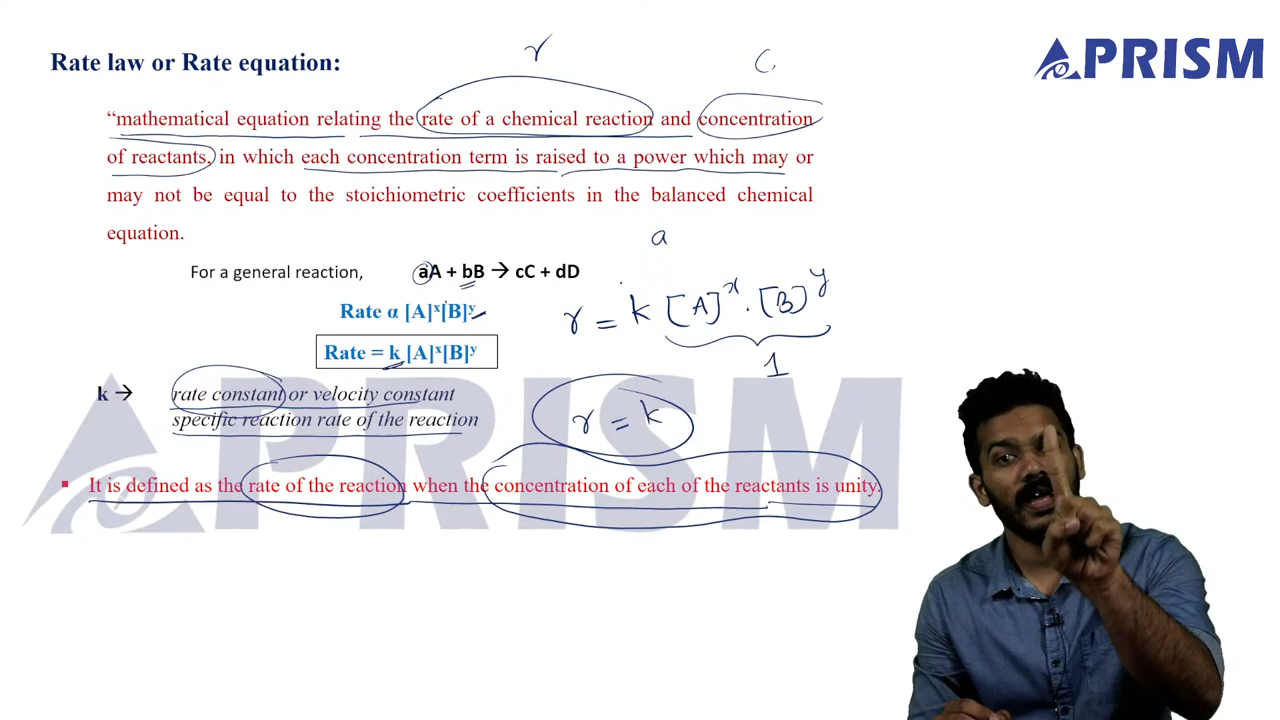 Rate law or Rate equation:
r
C
PRISM
“mathematical equation relating the rate of a chemical reaction and concentration
of reactants, in which each concentration term is raised to a power which may or
may not be equal to the stoichiometric coefficients in the balanced chemical
equation.
a
For a general reaction, aA + bB → cC + dD
Rate α [A]ˣ[B]ʸ
r = k [A]ˣ . [B]ʸ
Rate = k [A]ˣ[B]ʸ
1
k → rate constant or velocity constant
specific reaction rate of the reaction
r = k
▪ It is defined as the rate of the reaction when the concentration of each of the reactants is unity.
PRISM